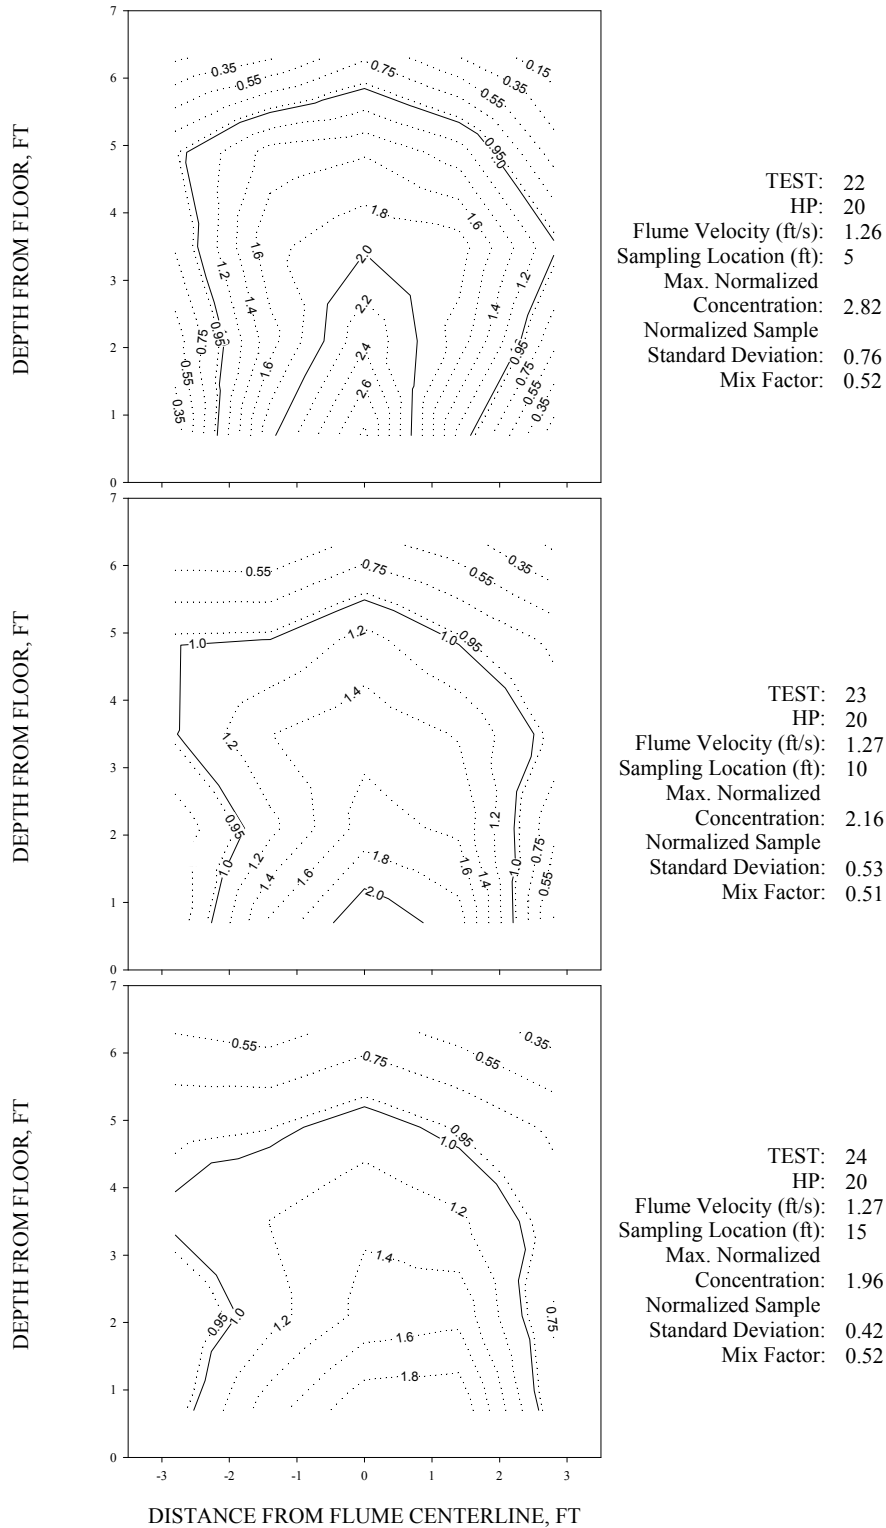 7
6
5
4
3
2
1
0
DEPTH FROM FLOOR, FT
0.35
0.55
0.75
0.35
0.15
0.55
0.95
1.0
1.8
1.6
1.6
2.0
1.2
1.4
2.2
1.2
1.4
0.95
0.75
2.4
0.95
0.55
1.6
0.75
2.6
0.55
0.35
0.35
TEST: 22
HP: 20
Flume Velocity (ft/s): 1.26
Sampling Location (ft): 5
Max. Normalized
Concentration: 2.82
Normalized Sample
Standard Deviation: 0.76
Mix Factor: 0.52
7
6
5
4
3
2
1
0
DEPTH FROM FLOOR, FT
0.55
0.75
0.35
0.55
1.0
1.2
1.0
0.95
1.4
1.2
0.95
1.2
1.0
1.2
1.4
1.6
1.8
2.0
1.6
1.4
1.0
0.75
0.55
TEST: 23
HP: 20
Flume Velocity (ft/s): 1.27
Sampling Location (ft): 10
Max. Normalized
Concentration: 2.16
Normalized Sample
Standard Deviation: 0.53
Mix Factor: 0.51
7
6
5
4
3
2
1
0
DEPTH FROM FLOOR, FT
0.55
0.75
0.35
0.55
0.95
1.0
1.2
1.4
0.95
1.0
1.2
0.75
1.6
1.8
TEST: 24
HP: 20
Flume Velocity (ft/s): 1.27
Sampling Location (ft): 15
Max. Normalized
Concentration: 1.96
Normalized Sample
Standard Deviation: 0.42
Mix Factor: 0.52
-3 -2 -1 0 1 2 3
DISTANCE FROM FLUME CENTERLINE, FT